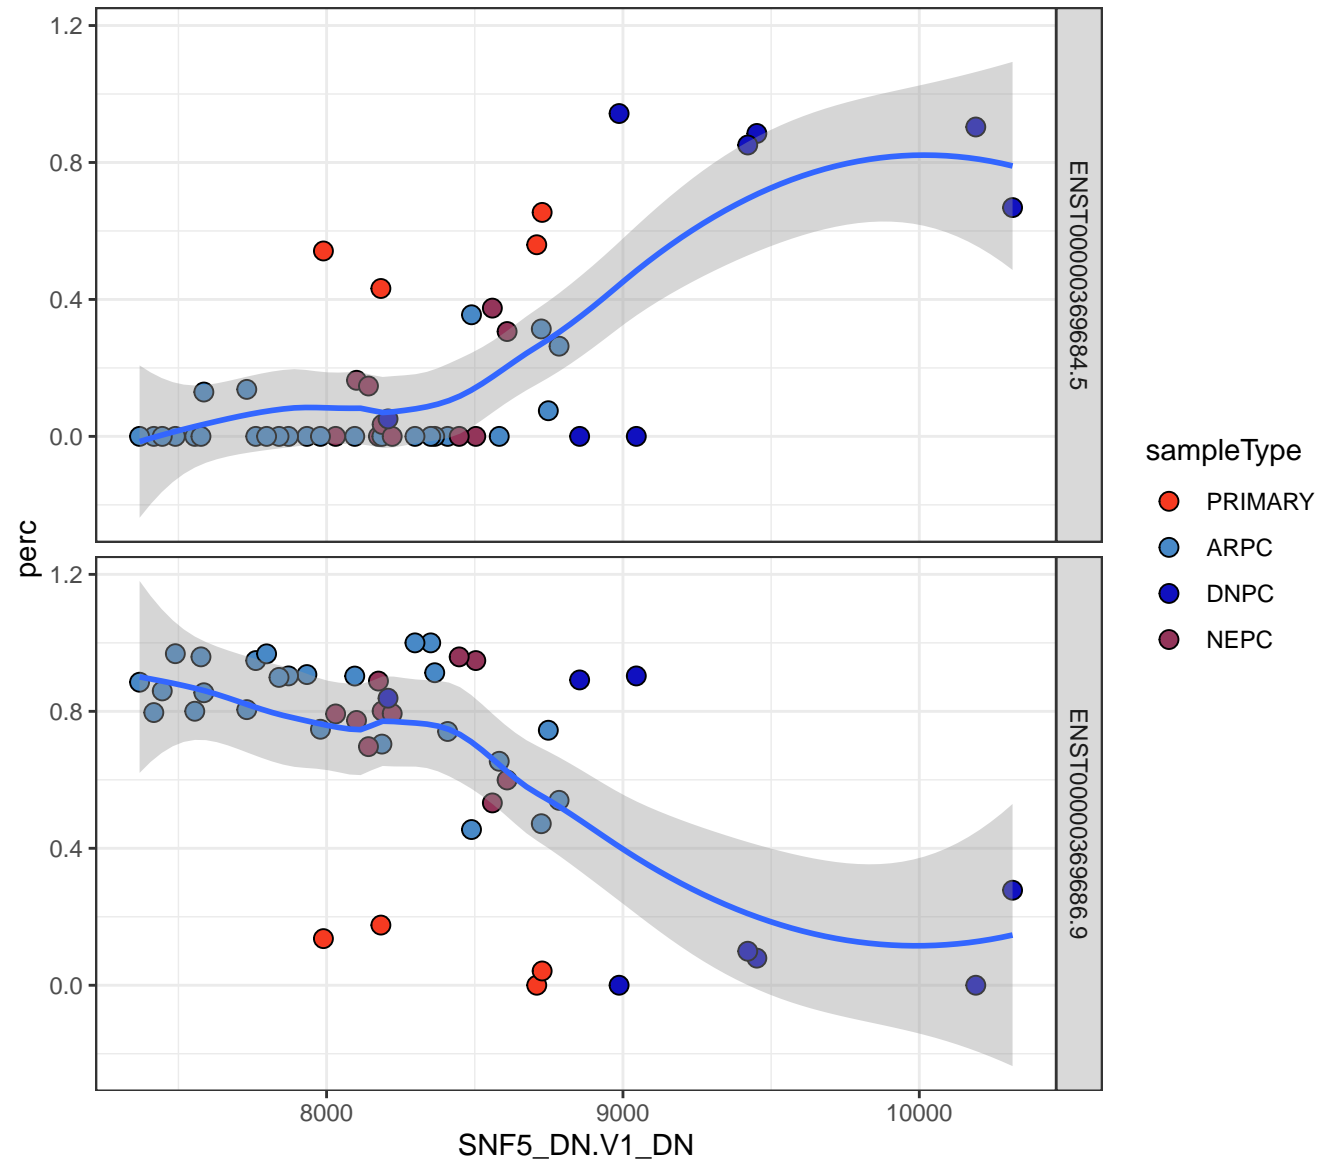 1.2
0.8
0.4
0.0
ENST00000369684.5
1.2
0.8
0.4
0.0
ENST00000369686.9
perc
8000
9000
10000
SNF5_DN.V1_DN
sampleType
PRIMARY
ARPC
DNPC
NEPC